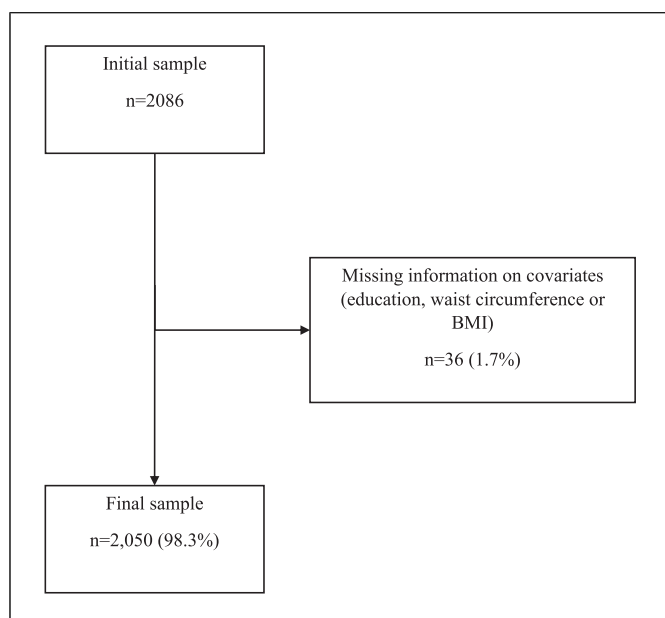 Initial sample
n=2086
Missing information on covariates
(education, waist circumference or
BMI)
n=36 (1.7%)
Final sample
n=2,050 (98.3%)